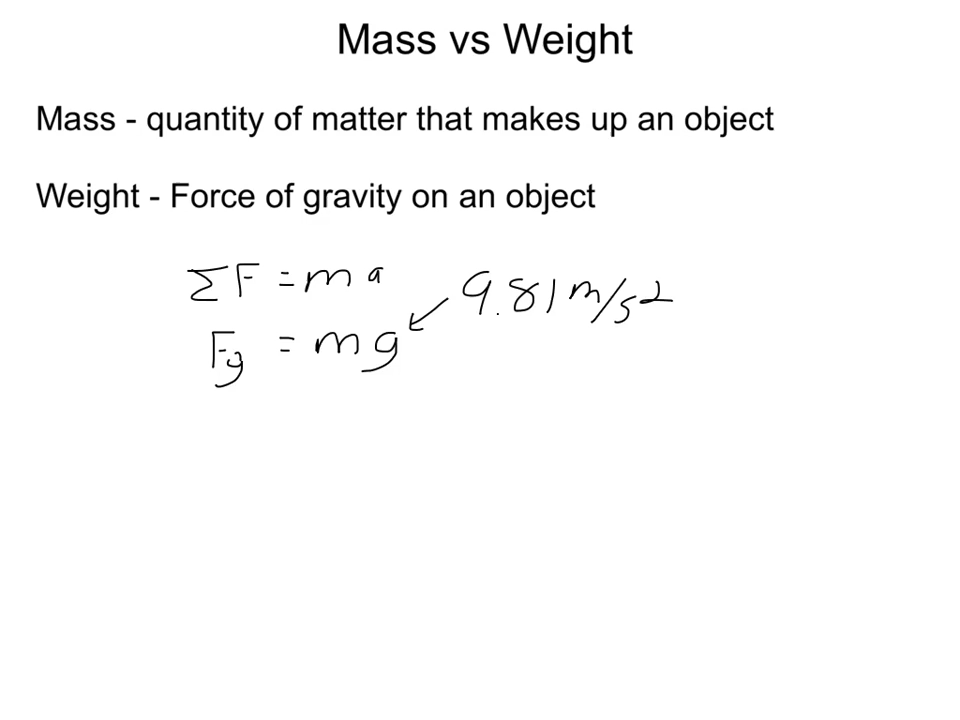 Mass vs Weight
Mass - quantity of matter that makes up an object
Weight - Force of gravity on an object
ΣF = ma
9.81 m/s2
Fg = mg